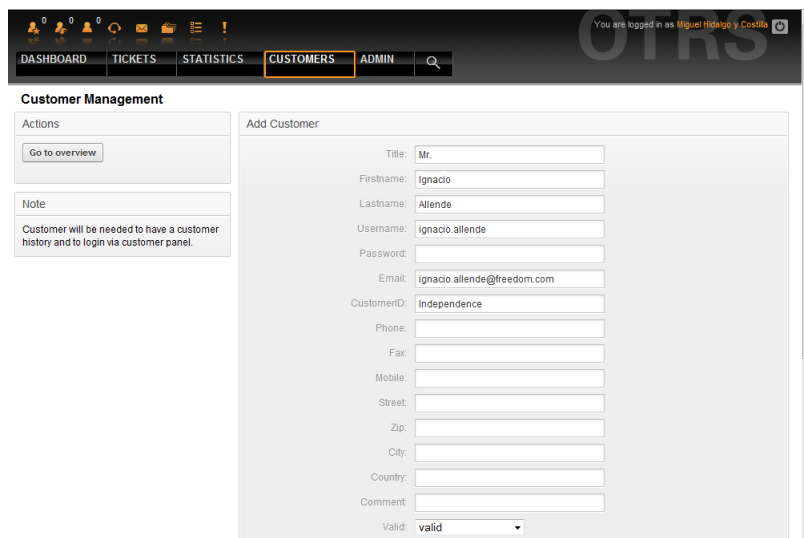 0 0 0
You are logged in as Miguel Hidalgo y Costilla
OTRS
DASHBOARD TICKETS STATISTICS CUSTOMERS ADMIN
Customer Management
Actions
Go to overview
Note
Customer will be needed to have a customer
history and to login via customer panel.
Add Customer
Title: Mr.
Firstname: Ignacio
Lastname: Allende
Username: ignacio.allende
Password:
Email: ignacio.allende@freedom.com
CustomerID: Independence
Phone:
Fax:
Mobile:
Street:
Zip:
City:
Country:
Comment:
Valid: valid